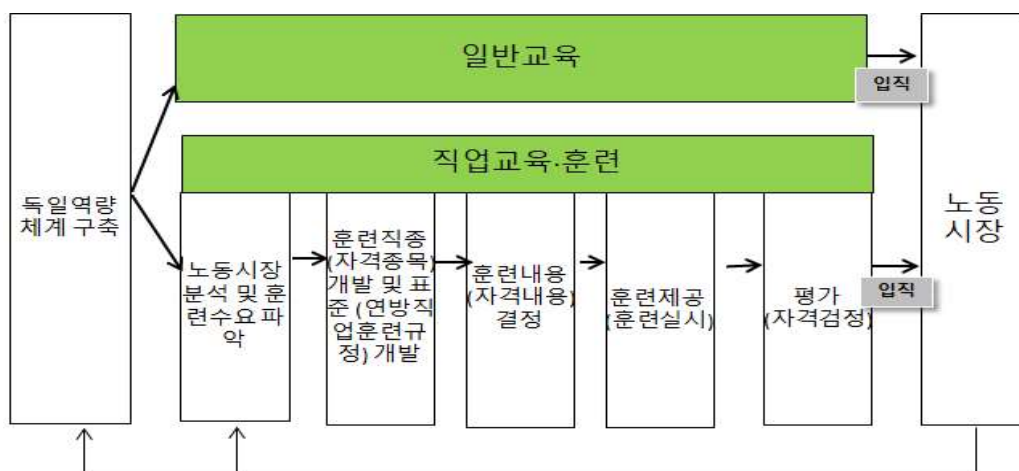 일반교육
입직
직업교육·훈련
독일역량
체계 구축
노동시장
분석 및 훈
련수요 파
악
훈련직종
(자격종목)
개발 및 표
준 (연방직
업훈련규
정) 개발
훈련내용
(자격내용)
결정
훈련제공
(훈련실시)
평가
(자격검정)
입직
노동
시장